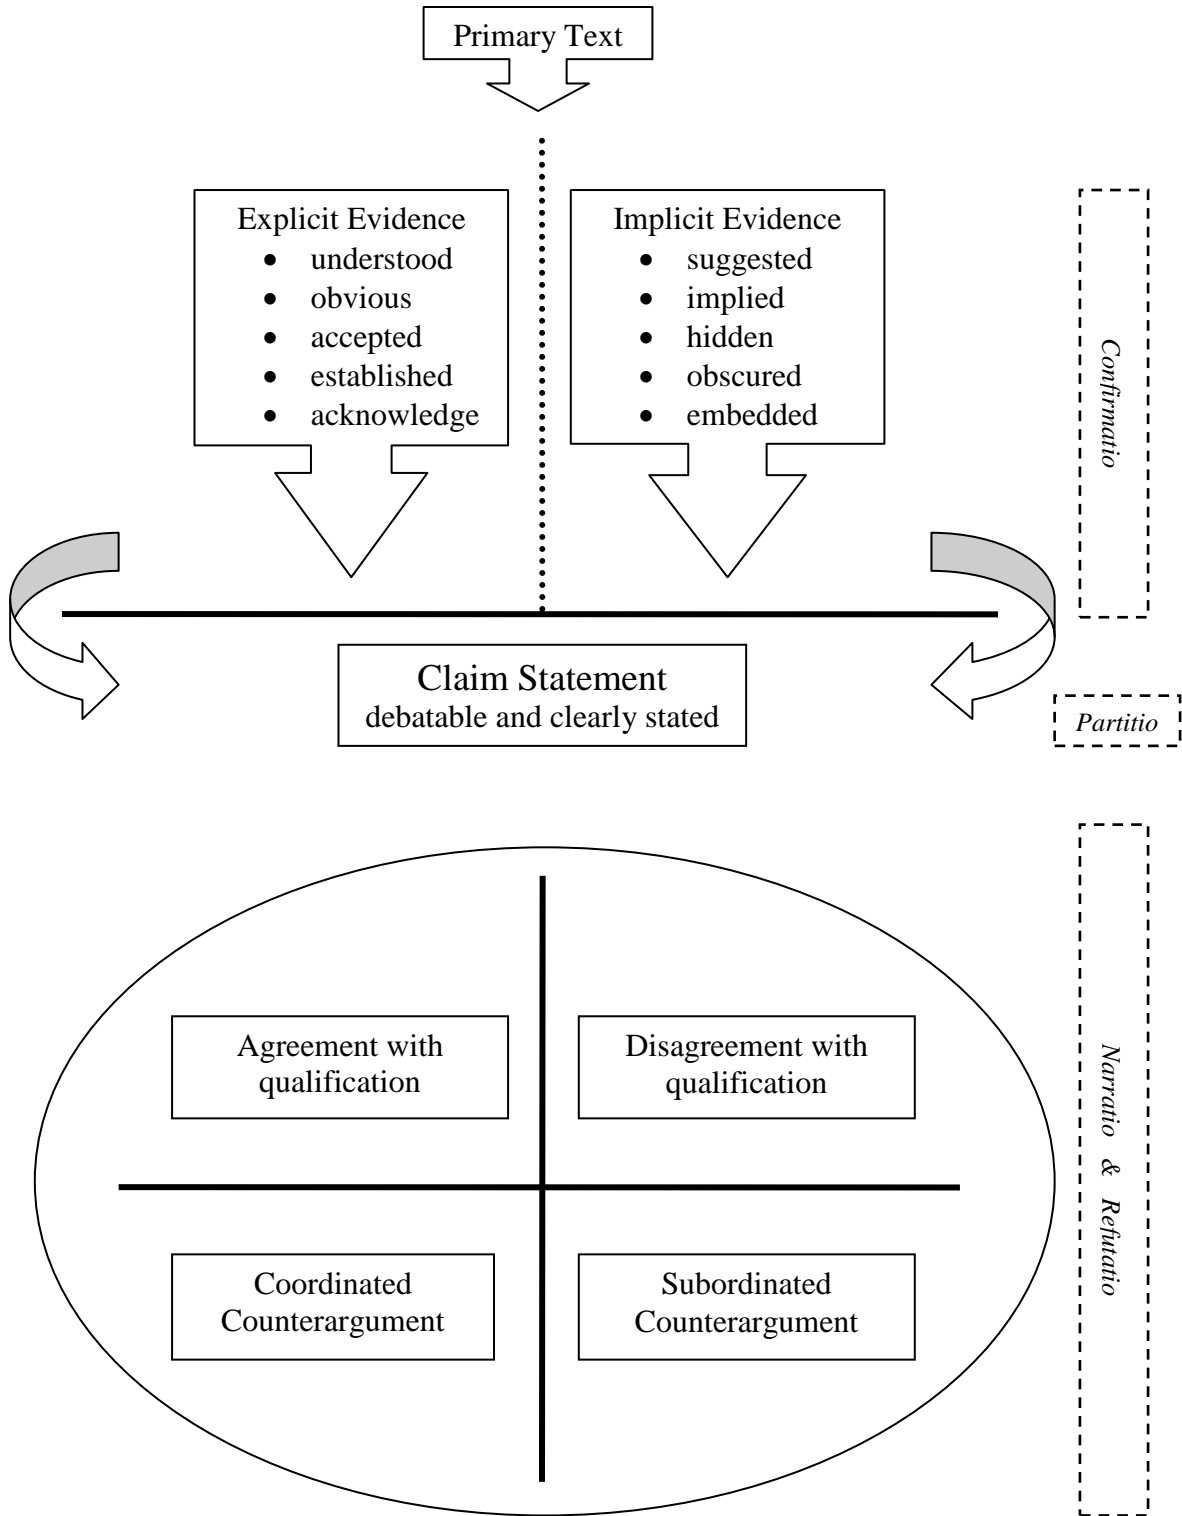 Primary Text
Explicit Evidence
• understood
• obvious
• accepted
• established
• acknowledge
Implicit Evidence
• suggested
• implied
• hidden
• obscured
• embedded
Confirmatio
Claim Statement
debatable and clearly stated
Partitio
Agreement with
qualification
Disagreement with
qualification
Coordinated
Counterargument
Subordinated
Counterargument
Narratio & Refutatio